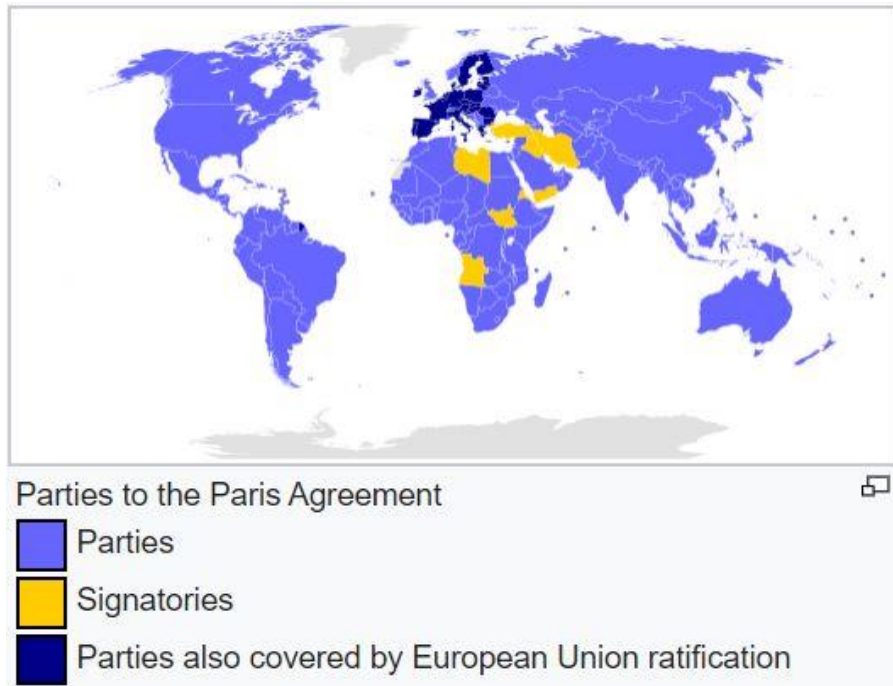 Parties to the Paris Agreement
Parties
Signatories
Parties also covered by European Union ratification